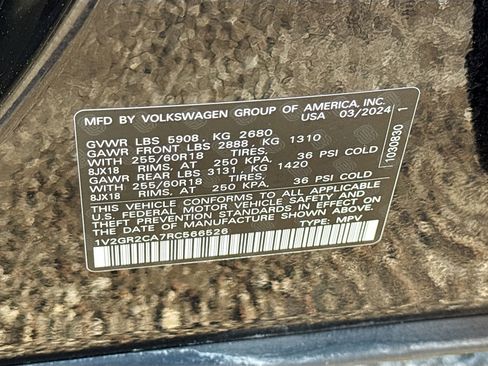 MFD BY VOLKSWAGEN GROUP OF AMERICA, INC.
USA 03/2024
GVWR LBS 5908, KG 2680
GAWR FRONT LBS 2888, KG 1310
WITH 255/60R18 TIRES.
8JX18 RIMS, AT 250 KPA, 36 PSI COLD
GAWR REAR LBS 3131, KG 1420
WITH 255/60R18 TIRES.
8JX18 RIMS, AT 250 KPA, 36 PSI COLD
THIS VEHICLE CONFORMS TO ALL APPLICABLE
FEDERAL MOTOR VEHICLE SAFETY AND
THEFT PREVENTION STANDARDS IN EFFECT ON
THE DATE OF MANUFACTURE SHOWN ABOVE.
1V2GR2CA7RC566526 TYPE: MPV
1030830 1